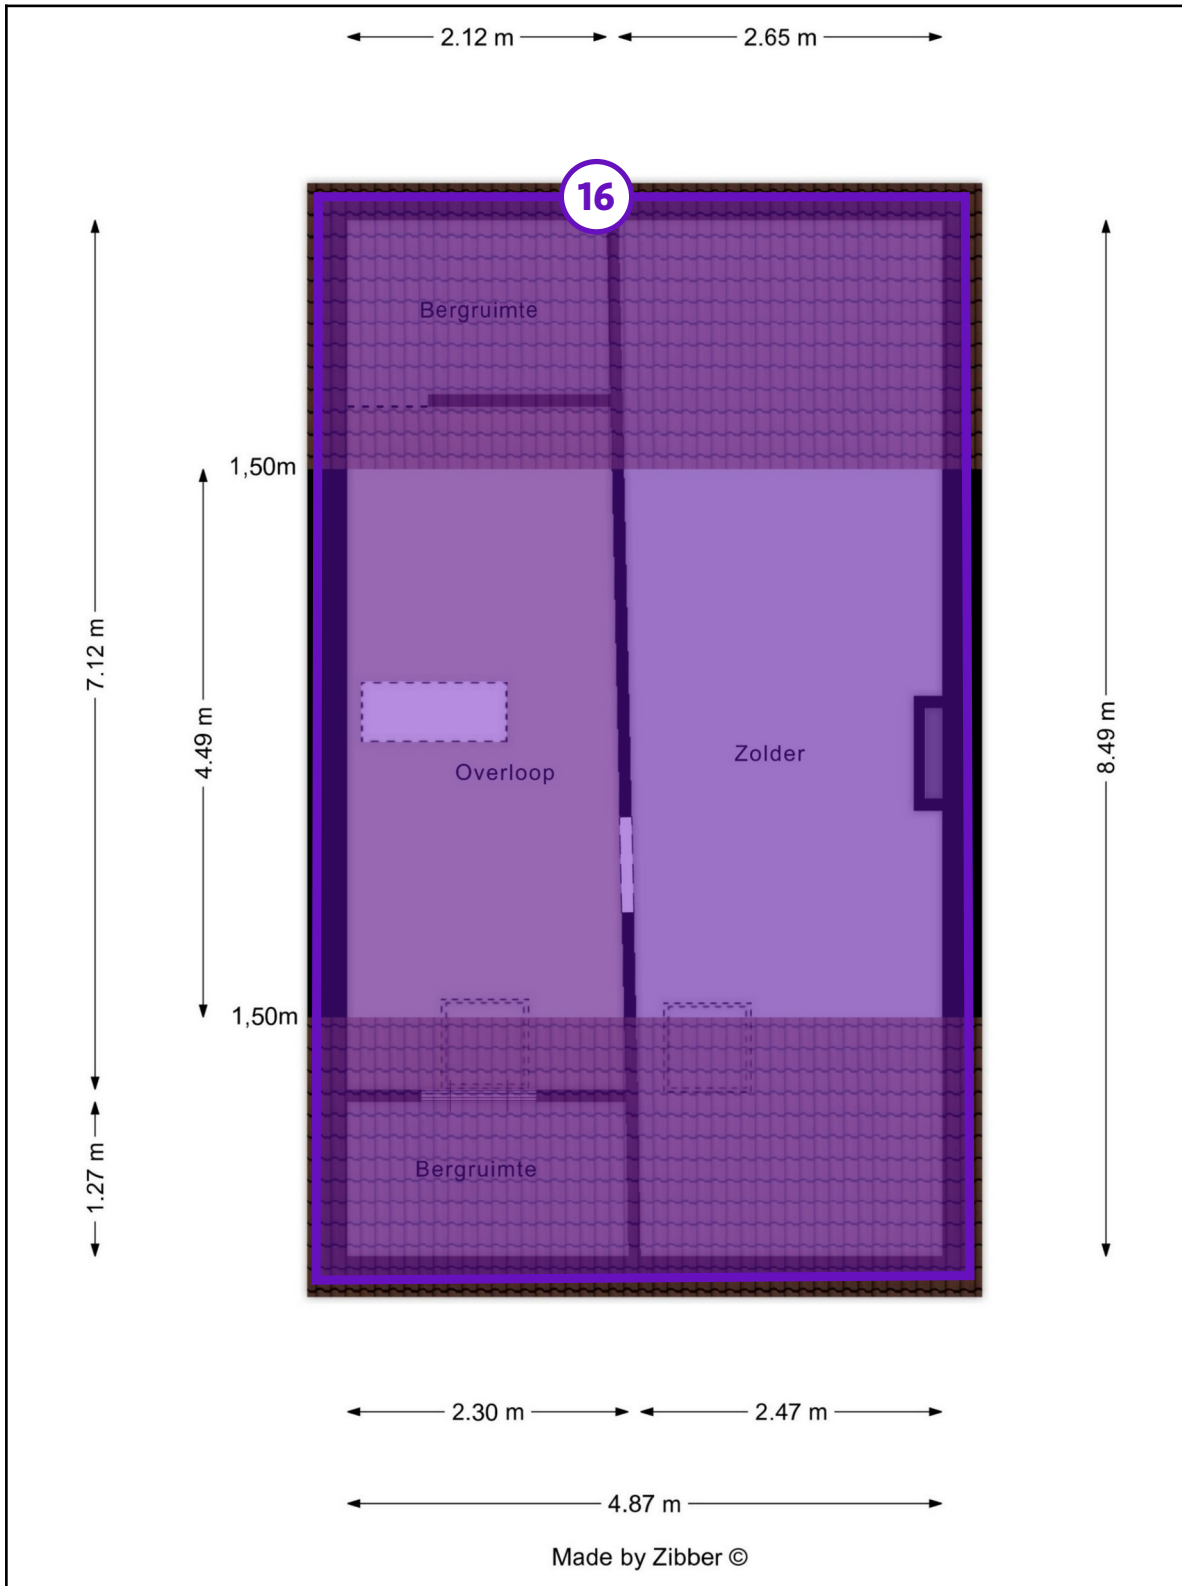 2.12 m
2.65 m
16
Bergruimte
1,50m
7.12 m
4.49 m
Zolder
8.49 m
Overloop
1,50m
1.27 m
Bergruimte
2.30 m
2.47 m
4.87 m
Made by Zibber ©